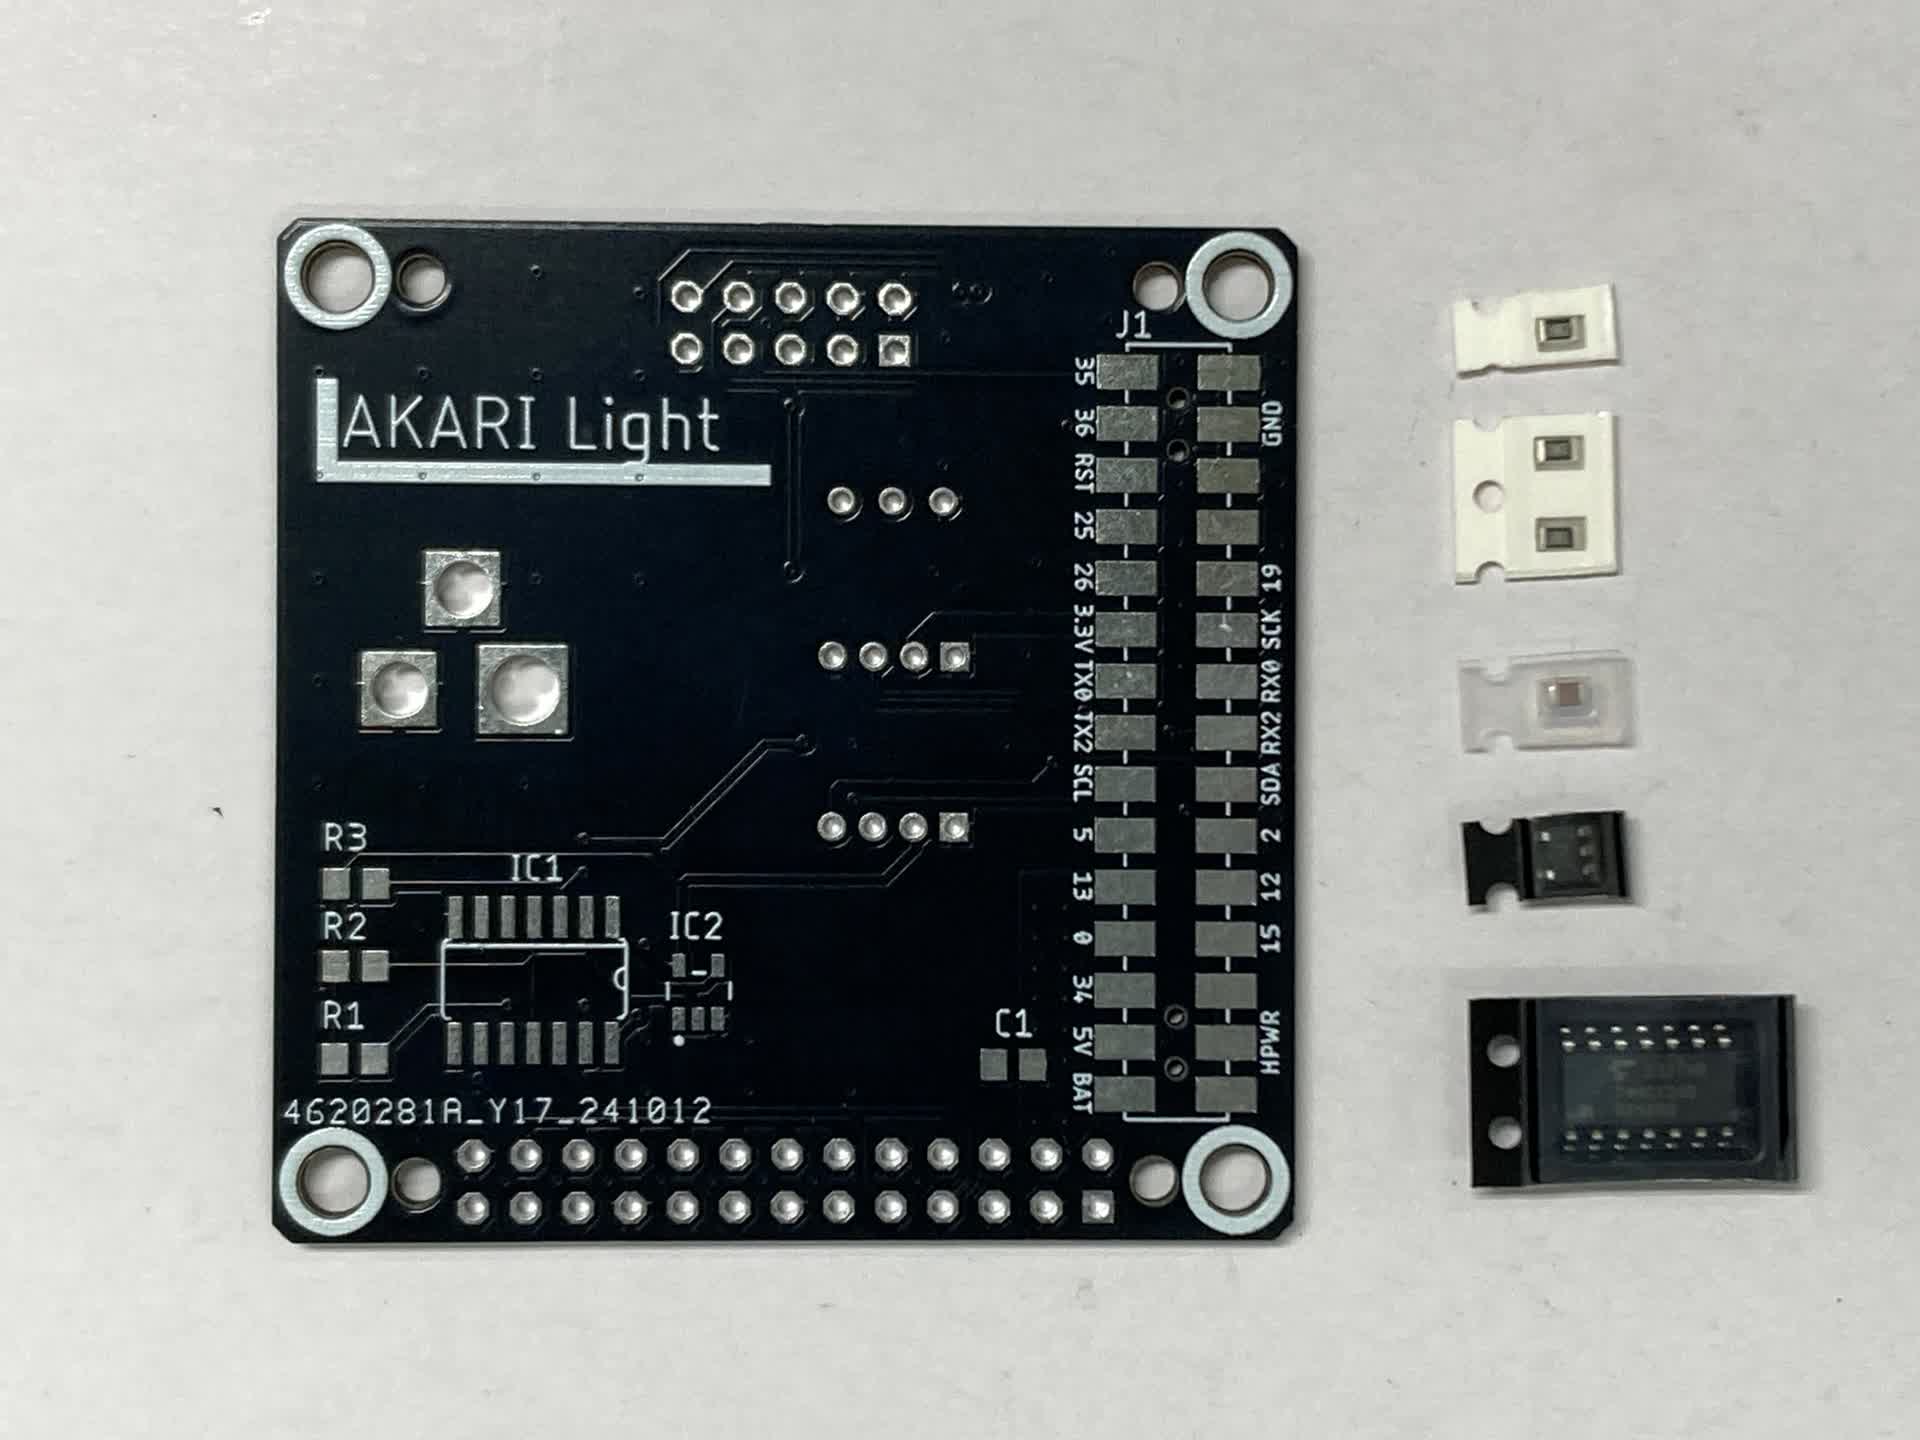 J1
AKARI Light
35
36
RST
25
26
3.3V
TX0
TX2
SCL
5
13
0
34
5V
BAT
GND
19
SCK
RX0
RX2
SDA
2
12
15
HPWR
R3
IC1
R2
IC2
R1
C1
4620281A_Y17_241012